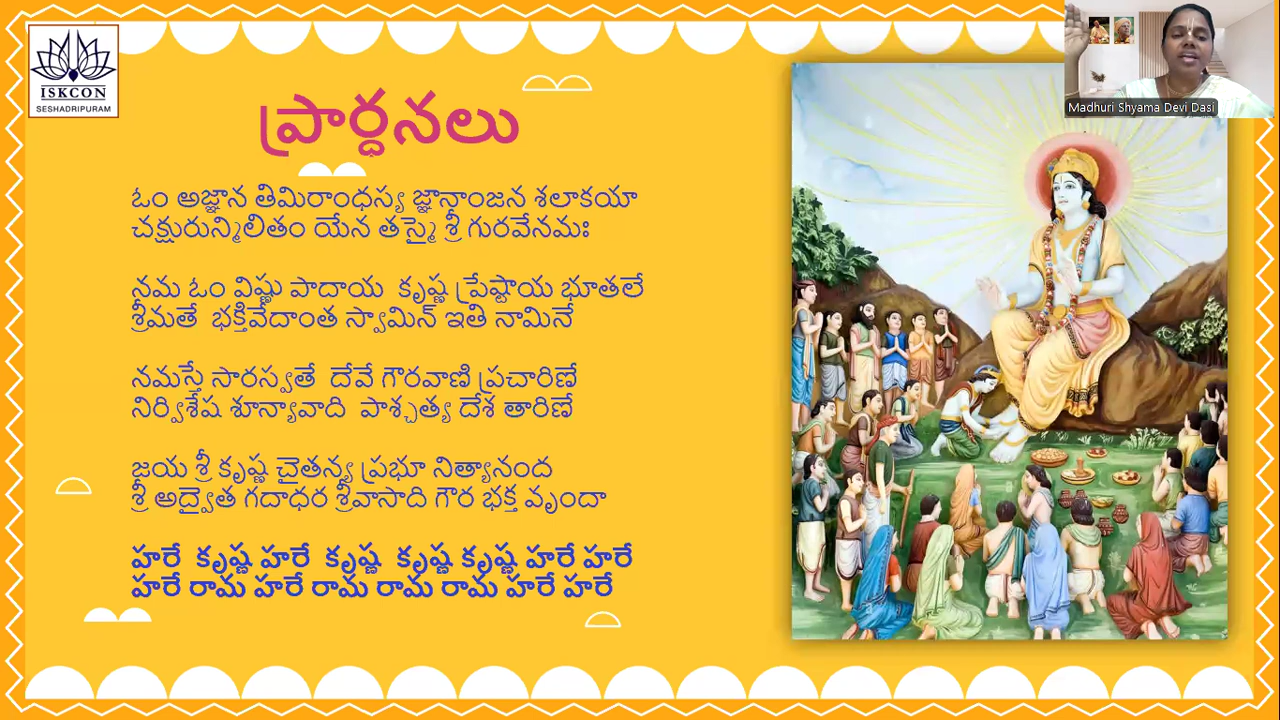 ISKCON
SESHADRIPURAM
Madhuri Shyama Devi Dasi
ప్రార్ధనలు
ఓం అజ్ఞాన తిమిరాంధస్య జ్ఞానాంజన శలాకయా
చక్షురున్మిలితం యేన తస్మై శ్రీ గురవేనమః
నమ ఓం విష్ణు పాదాయ కృష్ణ ప్రేష్టాయ భూతలే
శ్రీమతే భక్తివేదాంత స్వామిన్ ఇతి నామినే
నమస్తే సారస్వతే దేవే గౌరవాణి ప్రచారిణే
నిర్విశేష శూన్యావాది పాశ్చత్య దేశ తారిణే
జయ శ్రీ కృష్ణ చైతన్య ప్రభూ నిత్యానంద
శ్రీ అద్వైత గదాధర శ్రీవాసాది గౌర భక్త వృందా
హరే కృష్ణ హరే కృష్ణ కృష్ణ కృష్ణ హరే హరే
హరే రామ హరే రామ రామ రామ హరే హరే